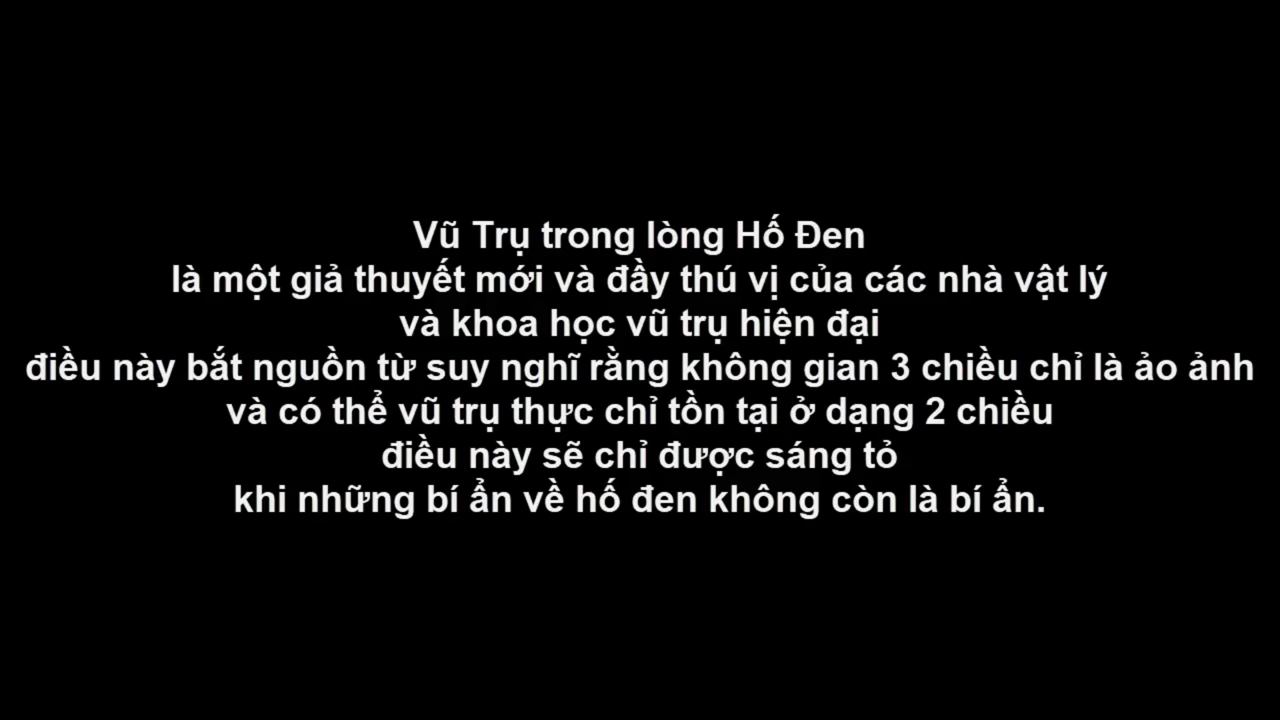 Vũ Trụ trong lòng Hố Đen
là một giả thuyết mới và đầy thú vị của các nhà vật lý
và khoa học vũ trụ hiện đại
điều này bắt nguồn từ suy nghĩ rằng không gian 3 chiều chỉ là ảo ảnh
và có thể vũ trụ thực chỉ tồn tại ở dạng 2 chiều
điều này sẽ chỉ được sáng tỏ
khi những bí ẩn về hố đen không còn là bí ẩn.